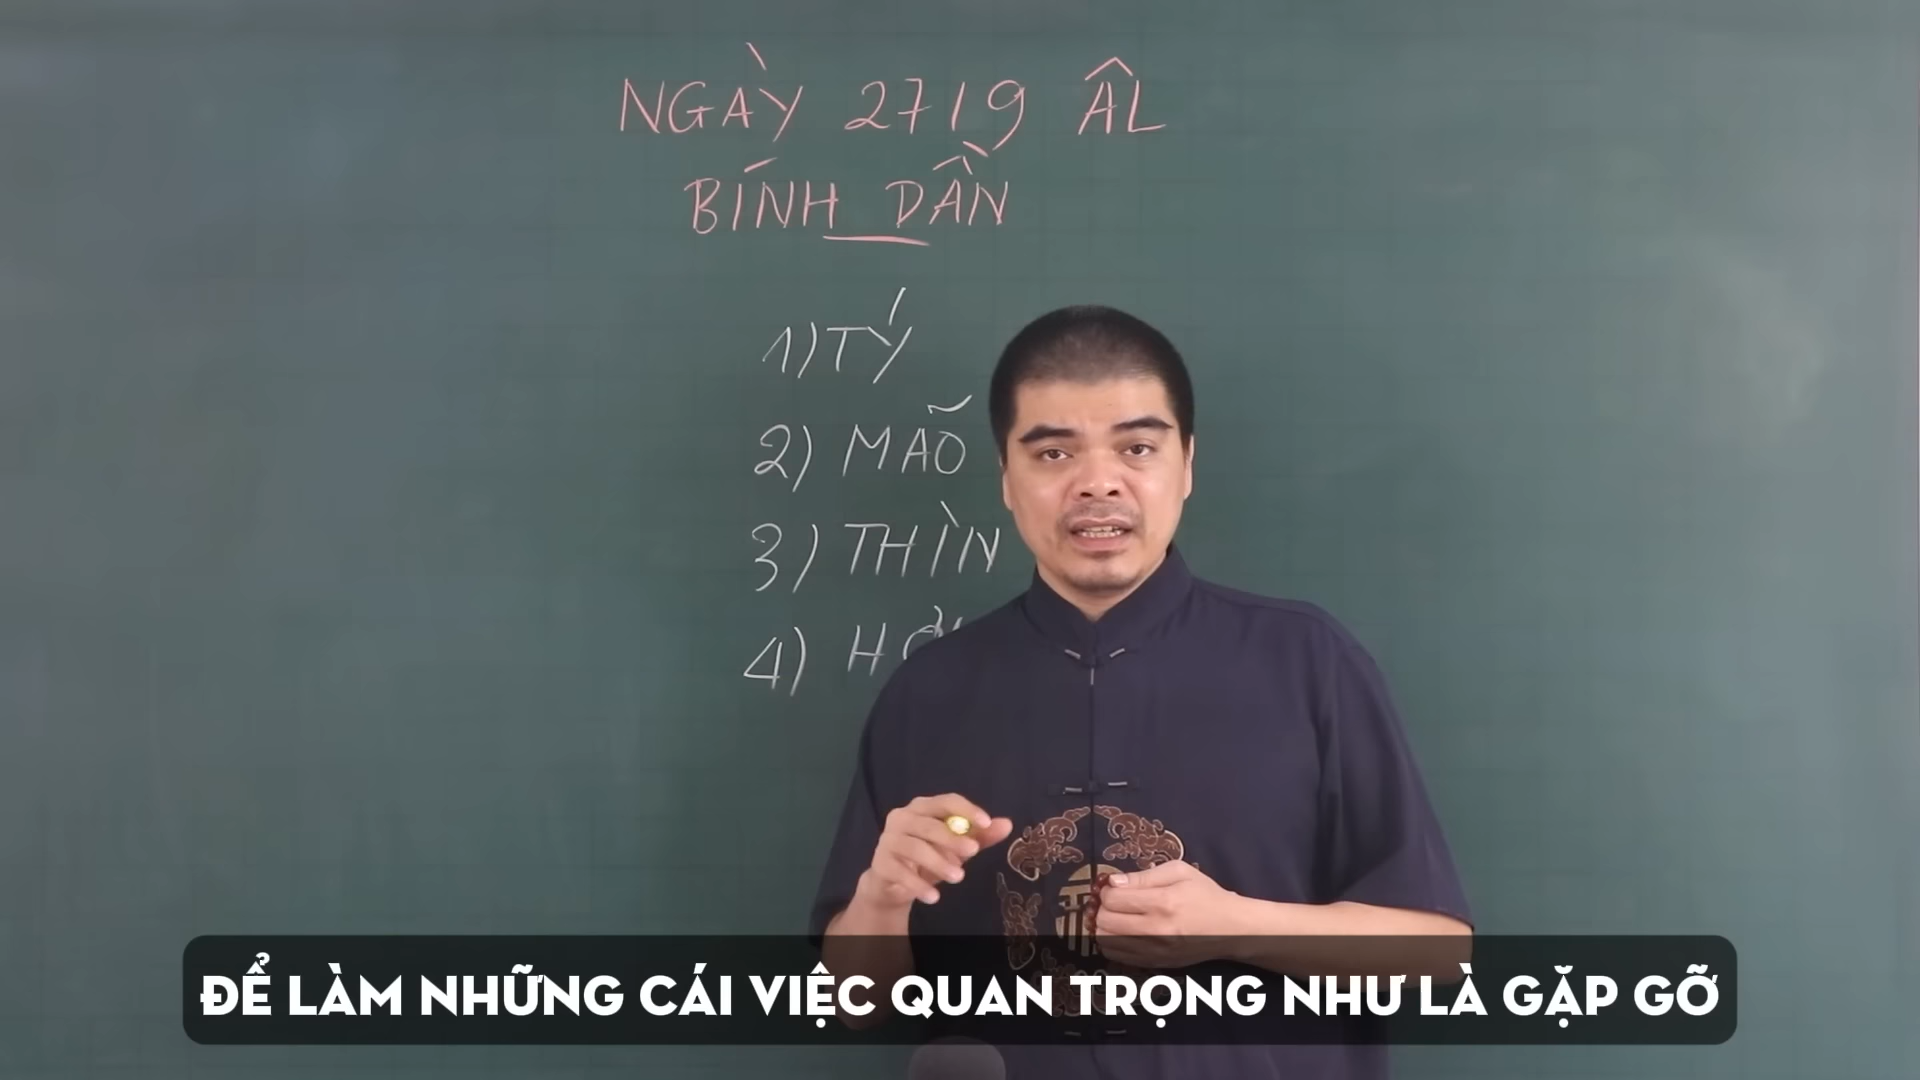 NGÀY 27/9 ÂL
BÍNH DẦN
1) TÝ
2) MÃO
3) THÌN
4)
ĐỂ LÀM NHỮNG CÁI VIỆC QUAN TRỌNG NHƯ LÀ GẶP GỠ